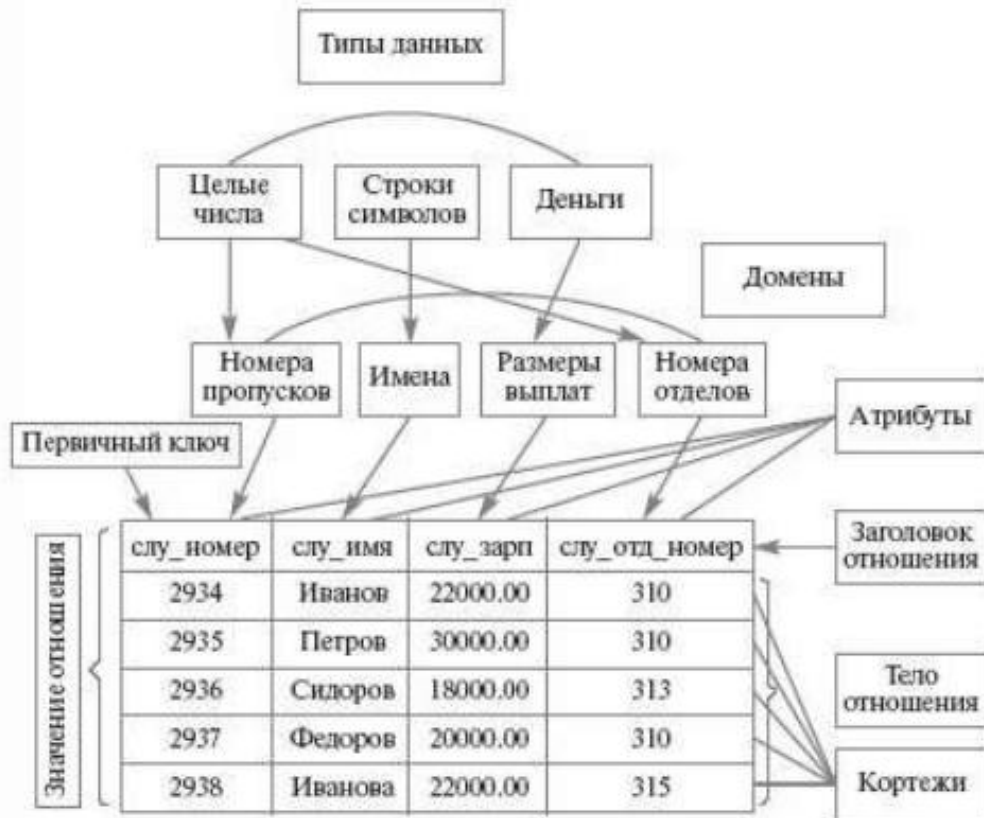 Типы данных
Целые
числа
Строки
символов
Деньги
Домены
Номера
пропусков
Имена
Размеры
выплат
Номера
отделов
Атрибуты
Первичный ключ
Значение отношения
слу_номер слу_имя слу_зарп слу_отд_номер
Заголовок
отношения
2934 Иванов 22000.00 310
2935 Петров 30000.00 310
2936 Сидоров 18000.00 313
Тело
отношения
2937 Федоров 20000.00 310
2938 Иванова 22000.00 315
Кортежи